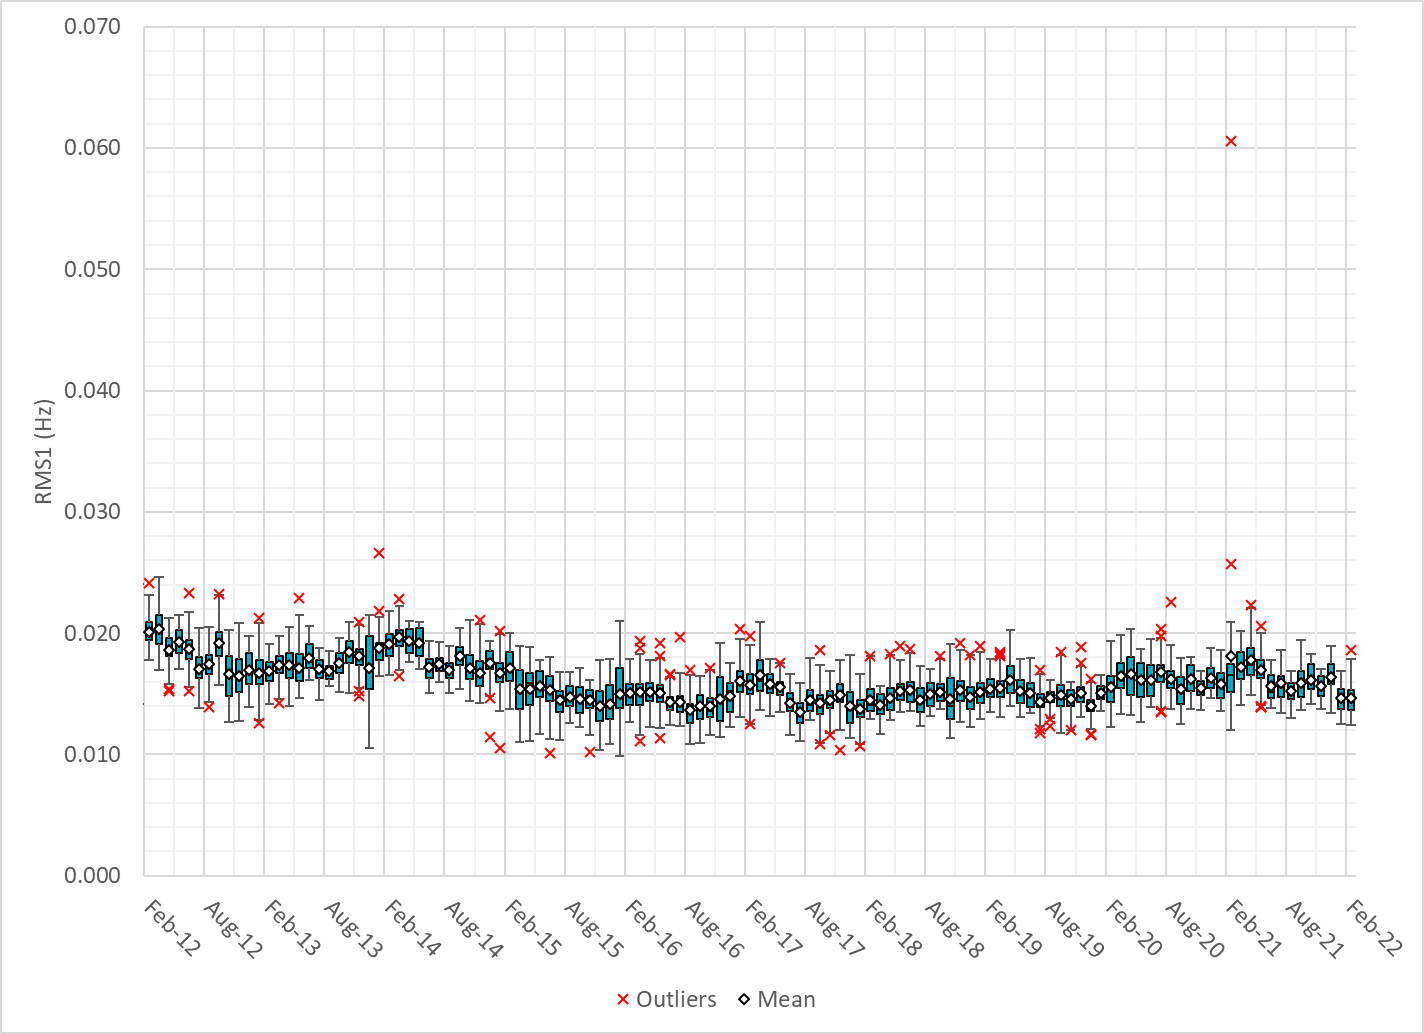 0.070
0.060
0.050
0.040
0.030
0.020
0.010
0.000
RMS1 (Hz)
Feb-12
Aug-12
Feb-13
Aug-13
Feb-14
Aug-14
Feb-15
Aug-15
Feb-16
Aug-16
Feb-17
Aug-17
Feb-18
Aug-18
Feb-19
Aug-19
Feb-20
Aug-20
Feb-21
Aug-21
Feb-22
Outliers Mean